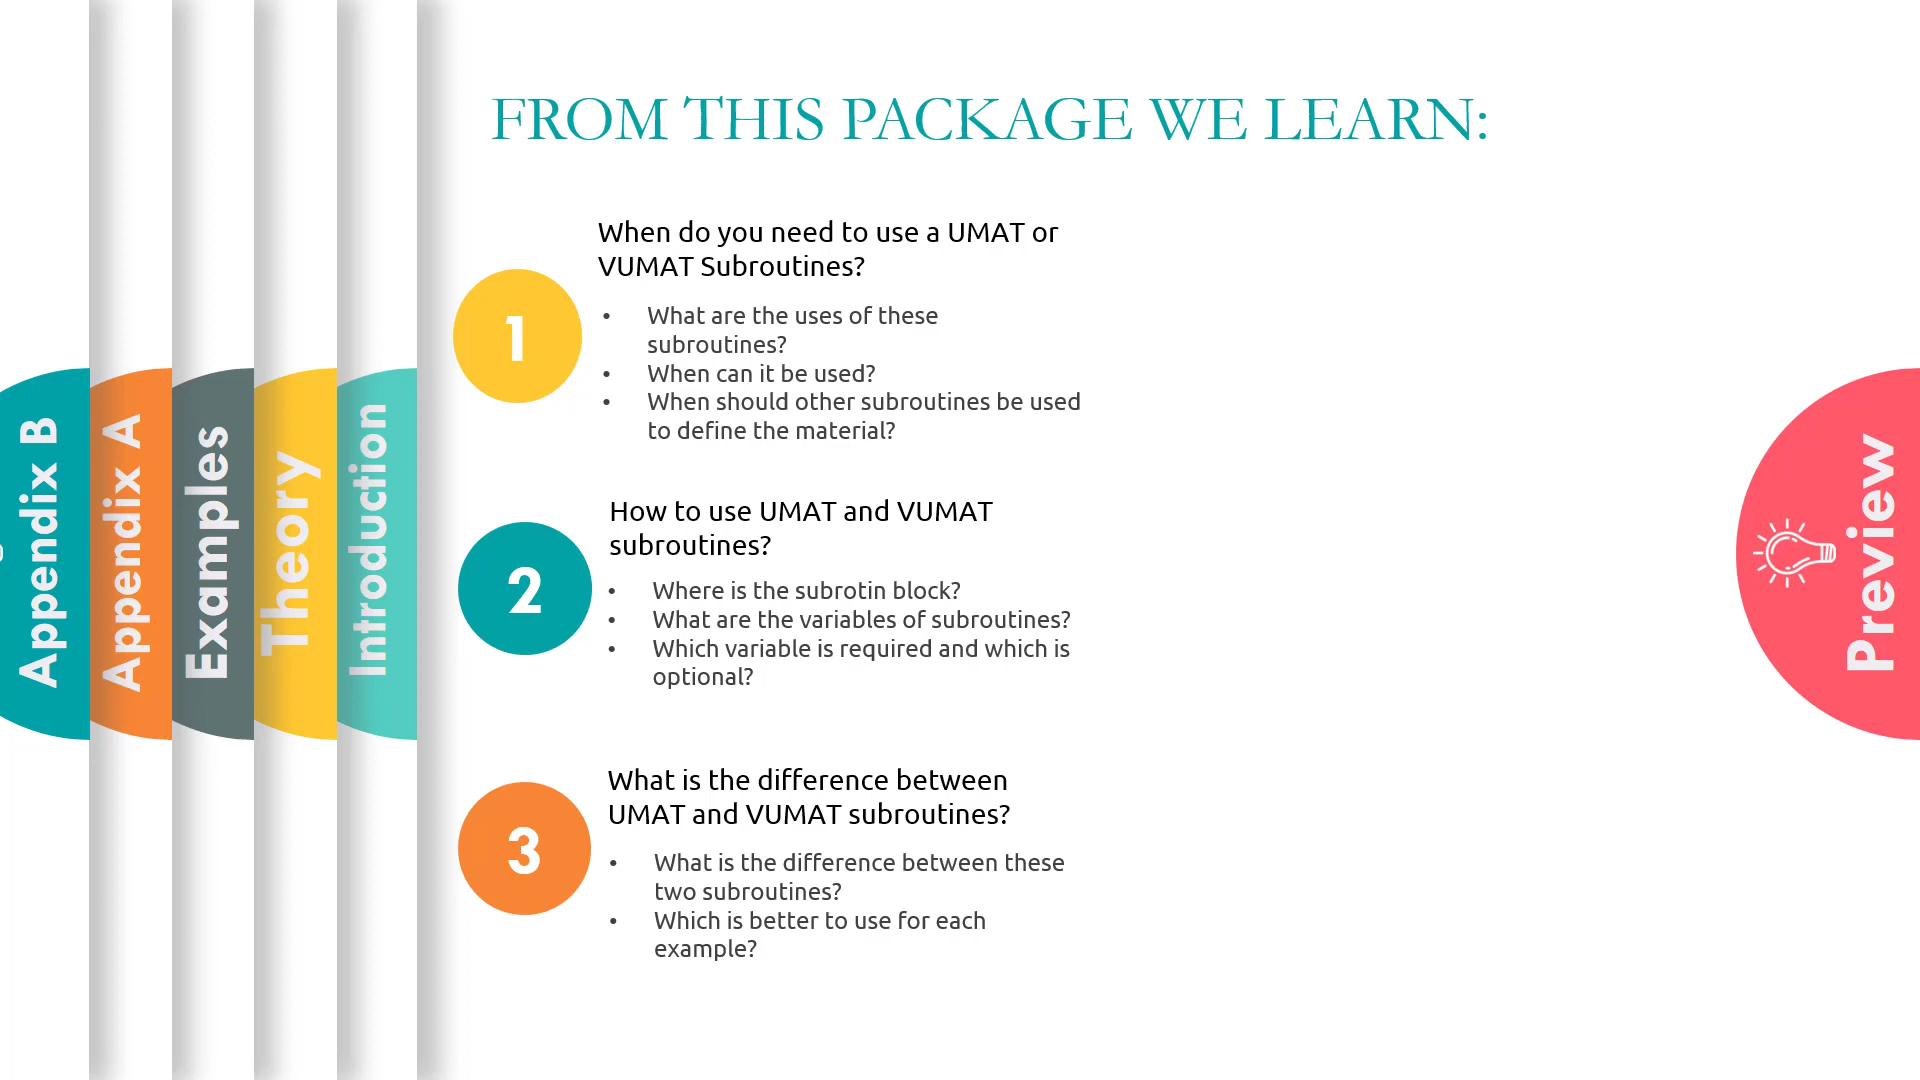 FROM THIS PACKAGE WE LEARN:
1
When do you need to use a UMAT or
VUMAT Subroutines?
• What are the uses of these
subroutines?
• When can it be used?
• When should other subroutines be used
to define the material?
2
How to use UMAT and VUMAT
subroutines?
• Where is the subrotin block?
• What are the variables of subroutines?
• Which variable is required and which is
optional?
3
What is the difference between
UMAT and VUMAT subroutines?
• What is the difference between these
two subroutines?
• Which is better to use for each
example?
Appendix B
Appendix A
Examples
Theory
Introduction
Preview